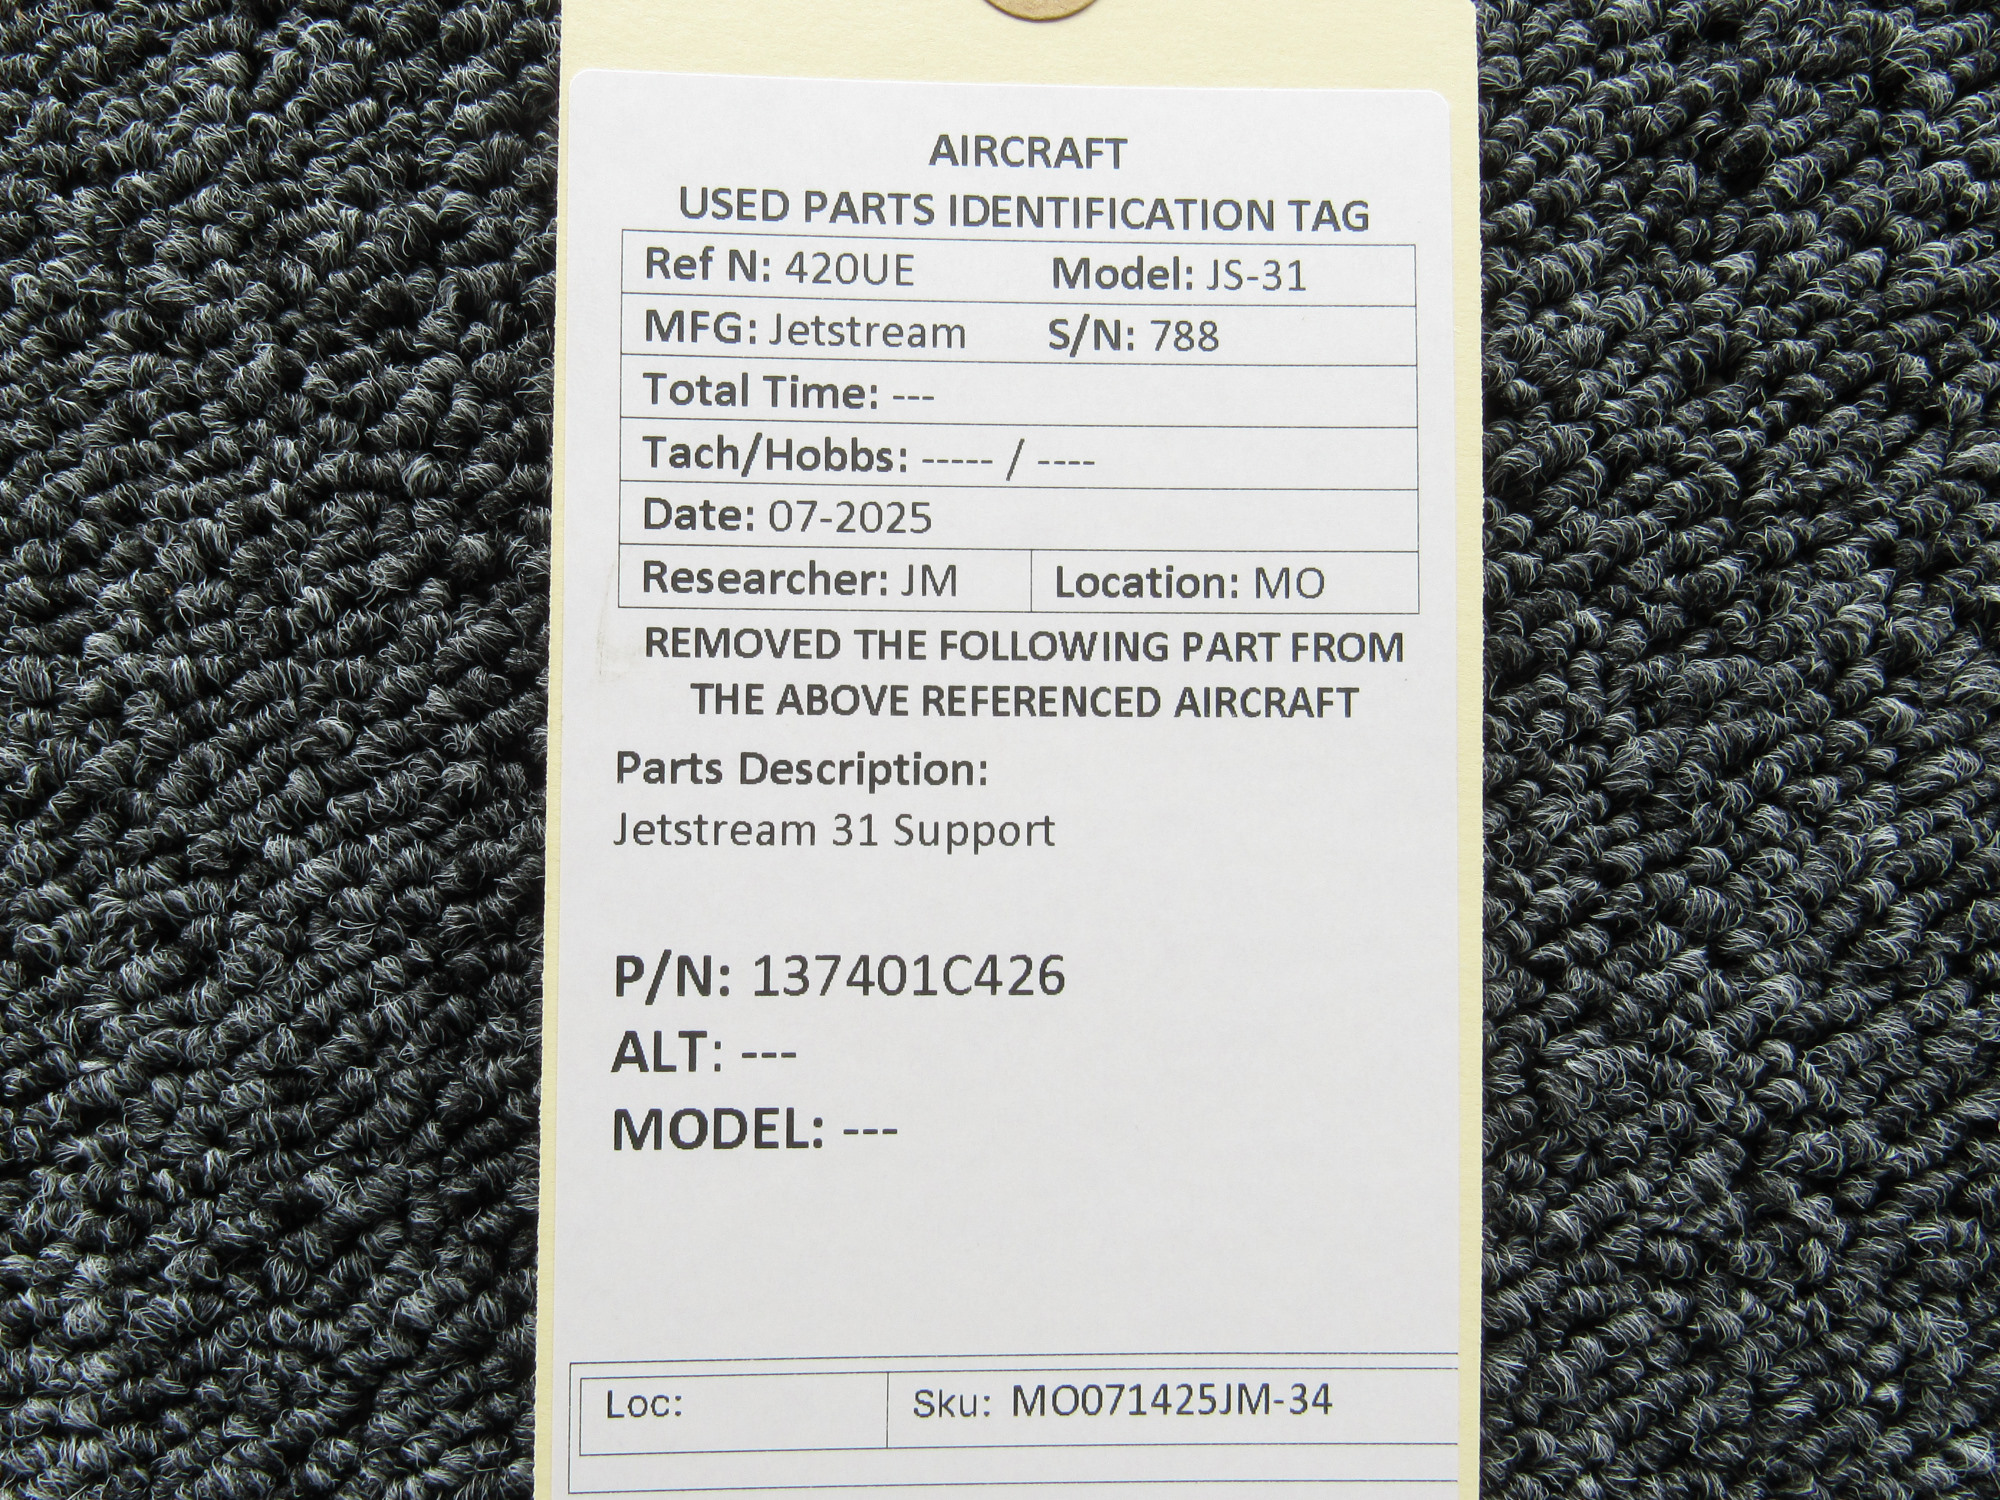 AIRCRAFT
USED PARTS IDENTIFICATION TAG
Ref N: 420UE Model: JS-31
MFG: Jetstream S/N: 788
Total Time: ---
Tach/Hobbs: ----- / ----
Date: 07-2025
Researcher: JM Location: MO
REMOVED THE FOLLOWING PART FROM
THE ABOVE REFERENCED AIRCRAFT
Parts Description:
Jetstream 31 Support
P/N: 137401C426
ALT: ---
MODEL: ---
Loc: Sku: MO071425JM-34